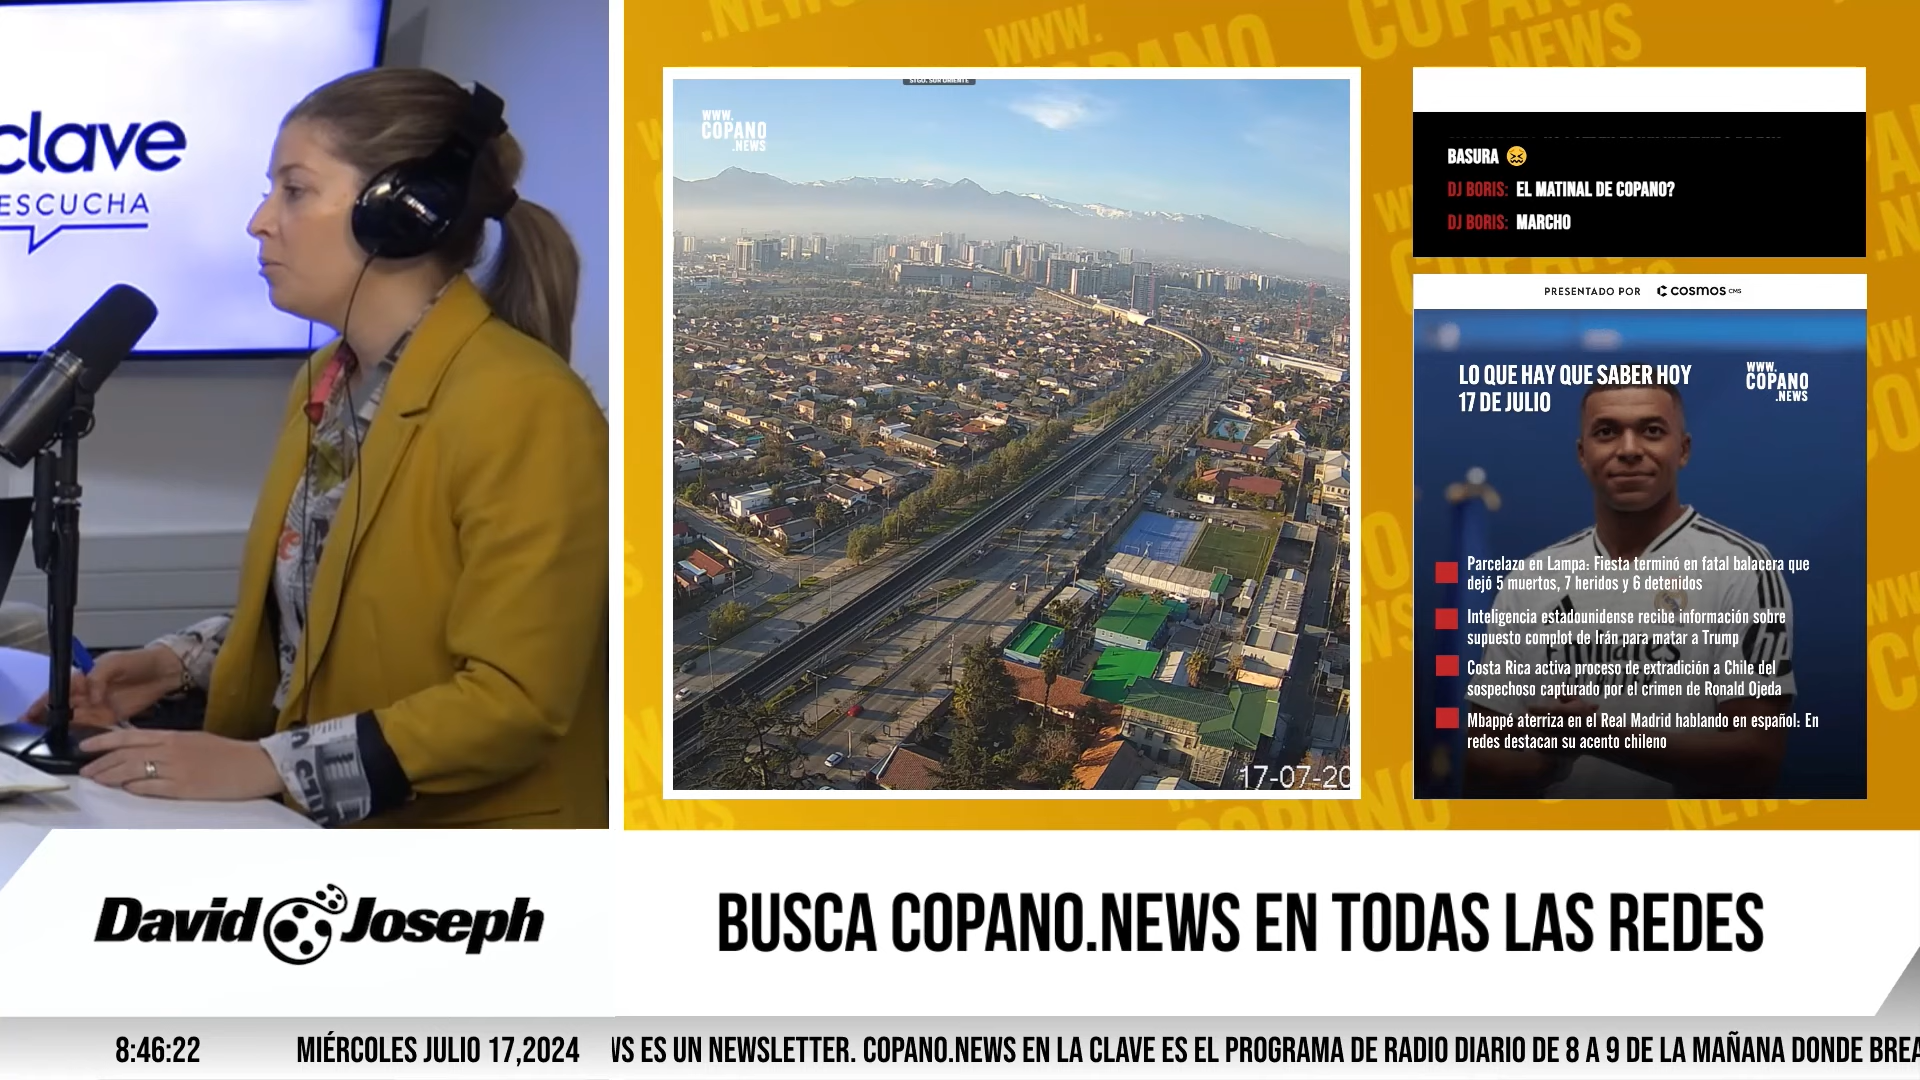 clave
ESCUCHA
STGO. SUR ORIENTE
WWW.
COPANO
.NEWS
17-07-20
BASURA 😖
DJ BORIS: EL MATINAL DE COPANO?
DJ BORIS: MARCHO
PRESENTADO POR COSMOS CMS
LO QUE HAY QUE SABER HOY
17 DE JULIO
WWW.
COPANO
.NEWS
Parcelazo en Lampa: Fiesta terminó en fatal balacera que
dejó 5 muertos, 7 heridos y 6 detenidos
Inteligencia estadounidense recibe información sobre
supuesto complot de Irán para matar a Trump
Costa Rica activa proceso de extradición a Chile del
sospechoso capturado por el crimen de Ronald Ojeda
Mbappé aterriza en el Real Madrid hablando en español: En
redes destacan su acento chileno
David Joseph
BUSCA COPANO.NEWS EN TODAS LAS REDES
8:46:22
MIÉRCOLES JULIO 17,2024
WS ES UN NEWSLETTER. COPANO.NEWS EN LA CLAVE ES EL PROGRAMA DE RADIO DIARIO DE 8 A 9 DE LA MAÑANA DONDE BREA